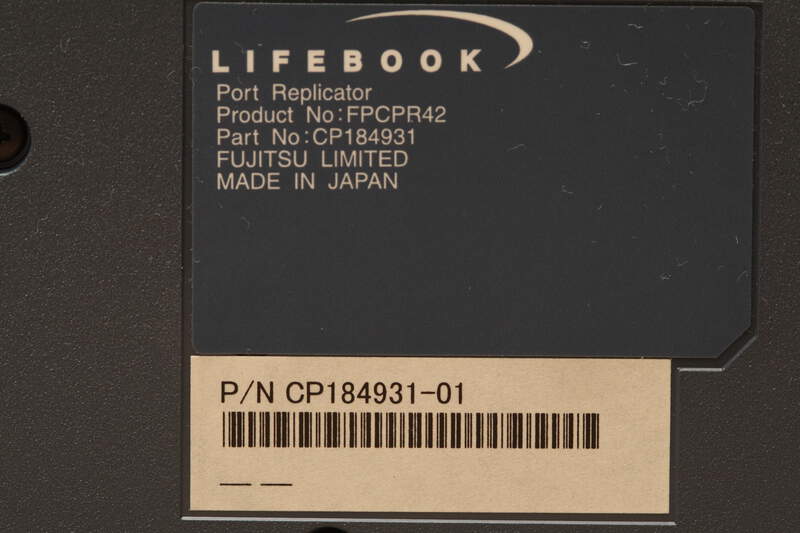 LIFEBOOK
Port Replicator
Product No:FPCPR42
Part No:CP184931
FUJITSU LIMITED
MADE IN JAPAN
P/N CP184931-01